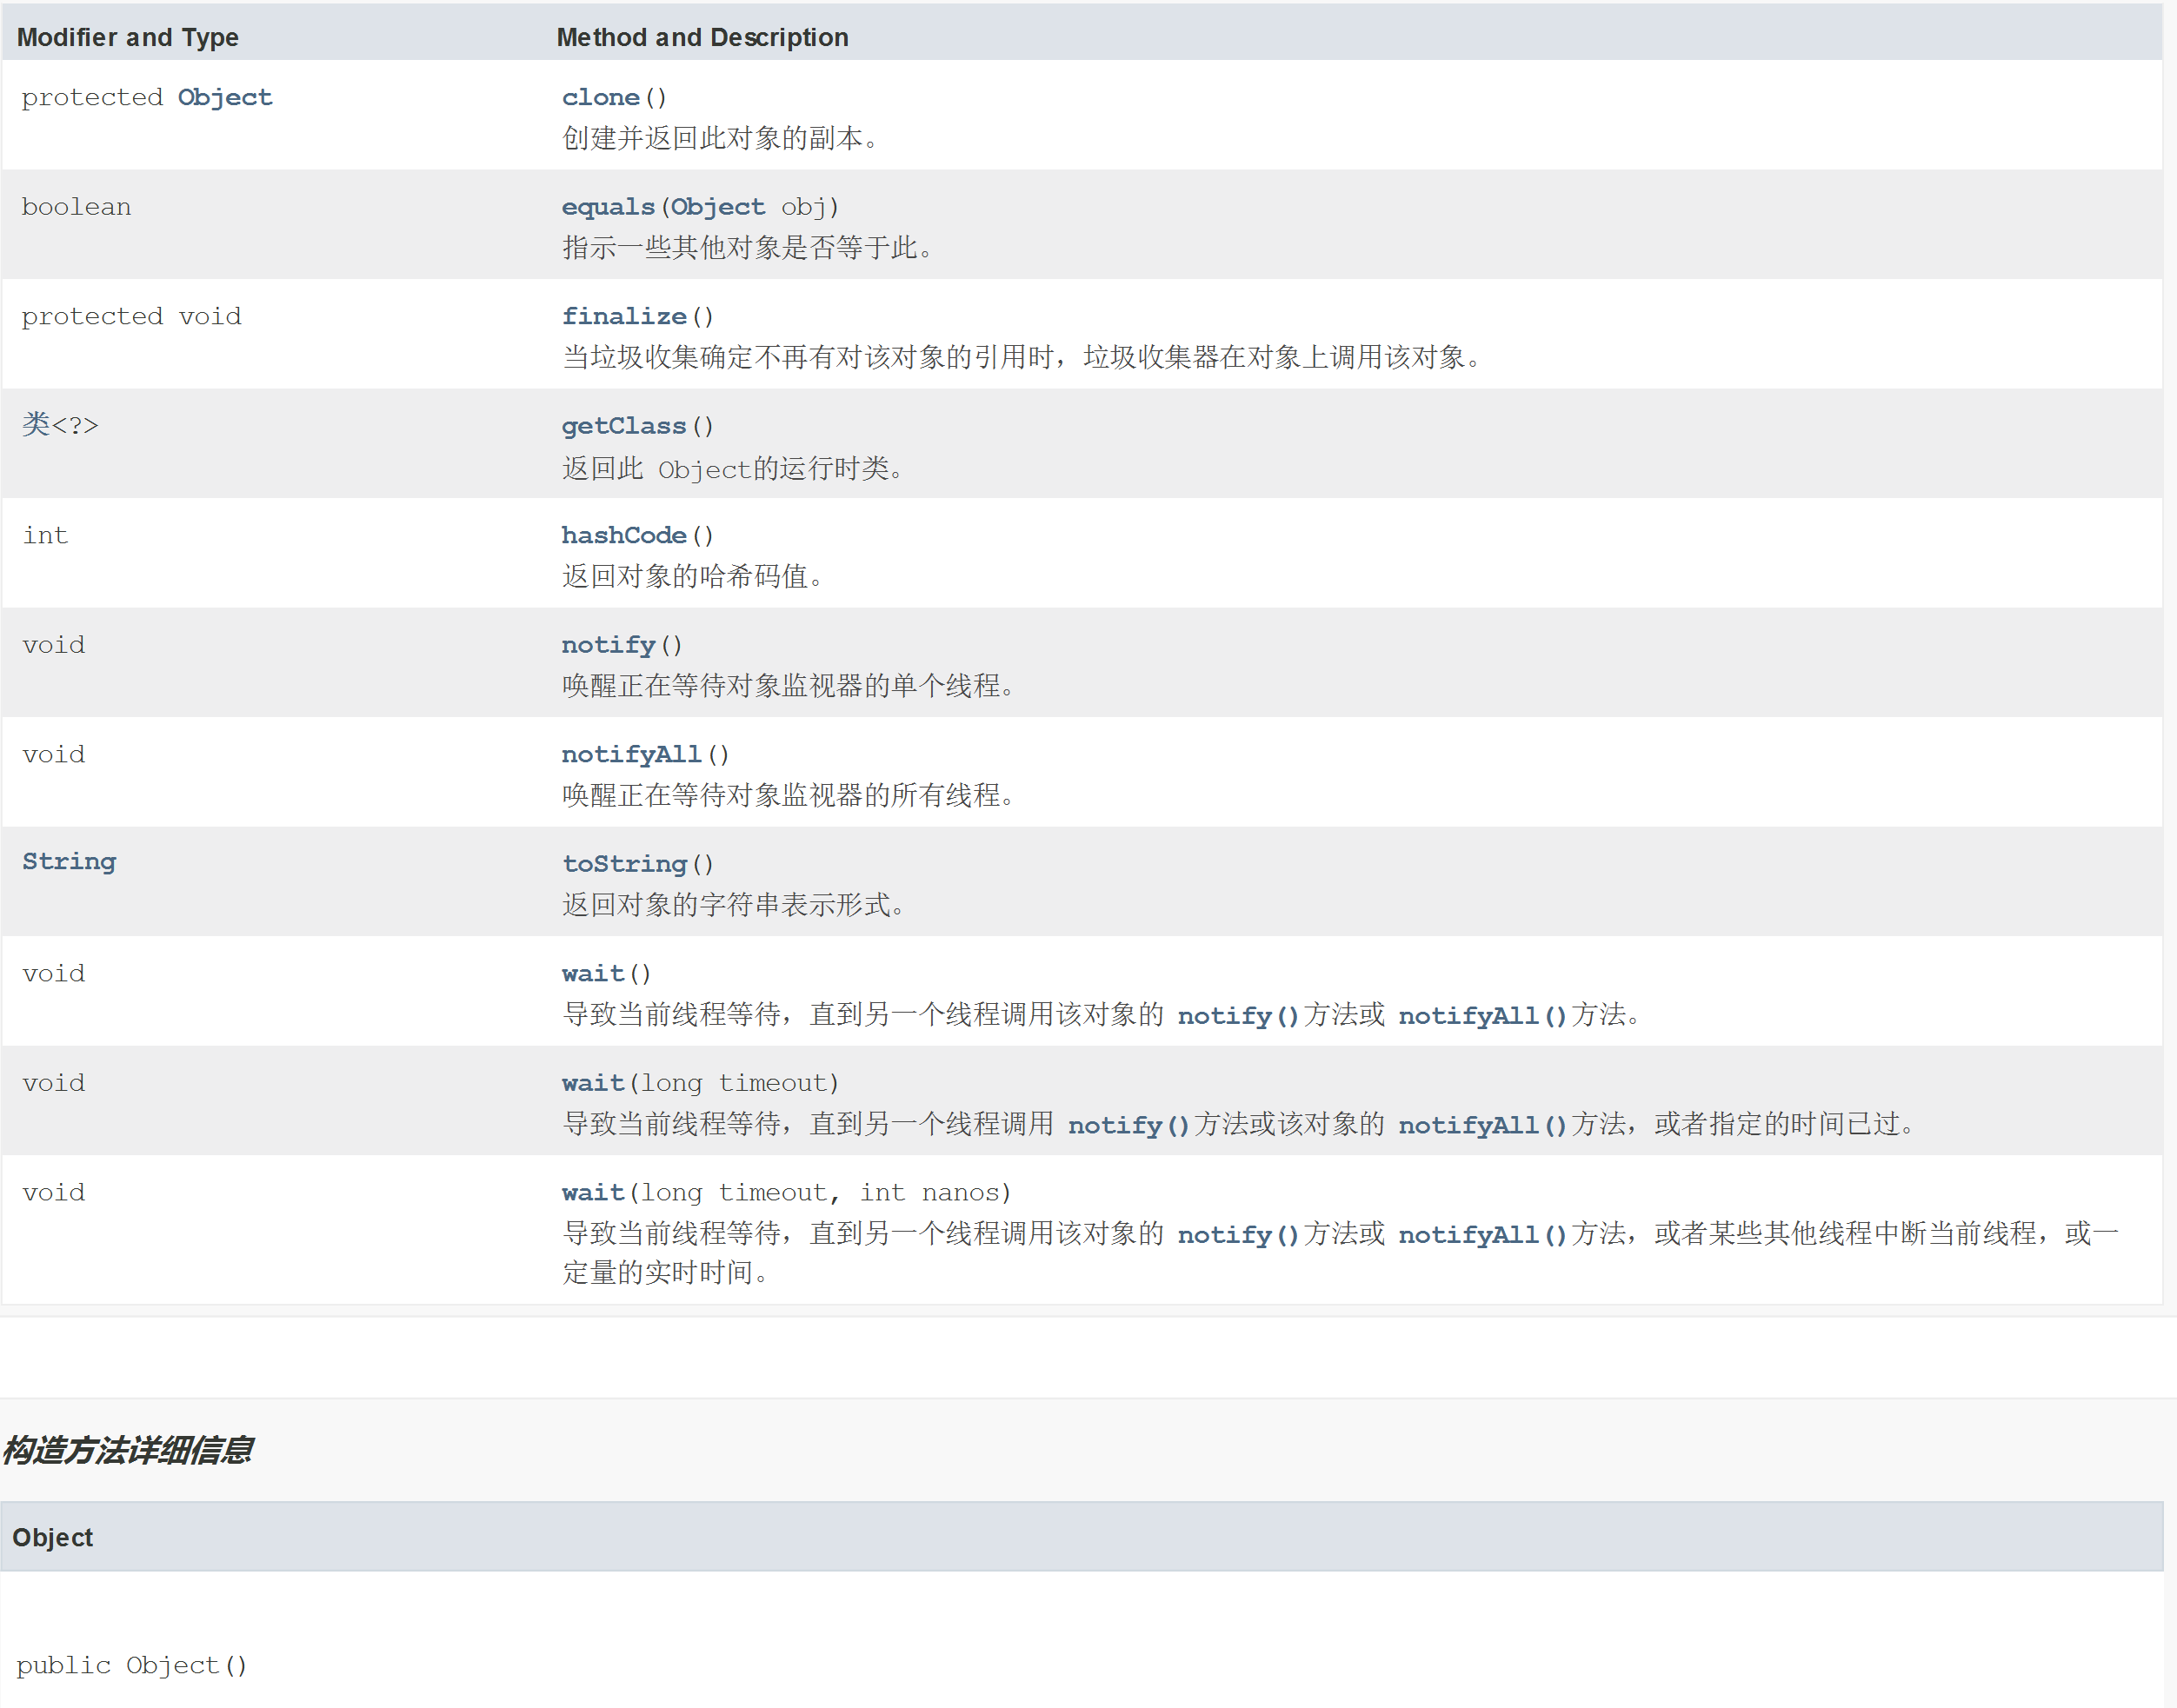 Modifier and Type Method and Description
protected Object clone()
创建并返回此对象的副本。
boolean equals(Object obj)
指示一些其他对象是否等于此。
protected void finalize()
当垃圾收集确定不再有对该对象的引用时，垃圾收集器在对象上调用该对象。
类<?> getClass()
返回此 Object的运行时类。
int hashCode()
返回对象的哈希码值。
void notify()
唤醒正在等待对象监视器的单个线程。
void notifyAll()
唤醒正在等待对象监视器的所有线程。
String toString()
返回对象的字符串表示形式。
void wait()
导致当前线程等待，直到另一个线程调用该对象的 notify()方法或 notifyAll()方法。
void wait(long timeout)
导致当前线程等待，直到另一个线程调用 notify()方法或该对象的 notifyAll()方法，或者指定的时间已过。
void wait(long timeout, int nanos)
导致当前线程等待，直到另一个线程调用该对象的 notify()方法或 notifyAll()方法，或者某些其他线程中断当前线程，或一
定量的实时时间。
构造方法详细信息
Object
public Object()